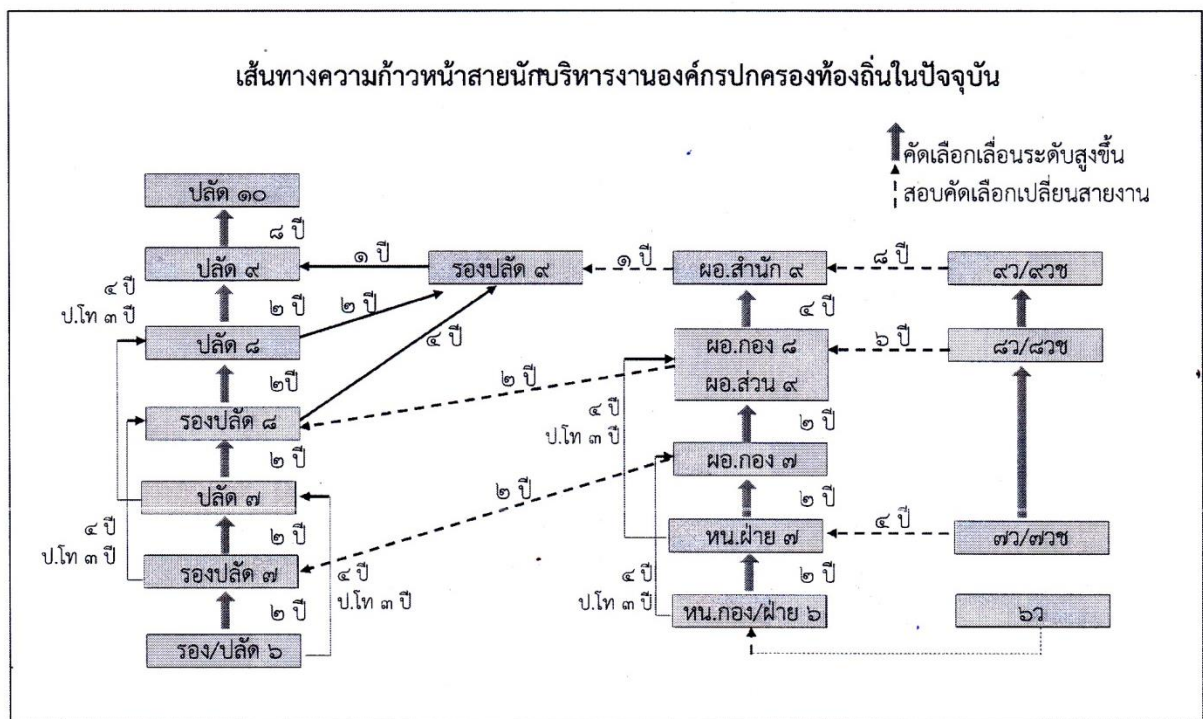 เส้นทางความก้าวหน้าสายนักบริหารงานองค์กรปกครองท้องถิ่นในปัจจุบัน
คัดเลือกเลื่อนระดับสูงขึ้น
สอบคัดเลือกเปลี่ยนสายงาน
ปลัด ๑๐
๘ ปี
ปลัด ๙
๑ ปี
รองปลัด ๙
๑ ปี
ผอ.สำนัก ๙
๘ ปี
๙ว/๙วช
๔ ปี
ป.โท ๓ ปี
๒ ปี
๒ ปี
๔ ปี
๔ ปี
ปลัด ๘
ผอ.กอง ๘
ผอ.ส่วน ๙
๖ ปี
๘ว/๘วช
๒ปี
๒ ปี
รองปลัด ๘
๔ ปี
ป.โท ๓ ปี
๒ ปี
๒ ปี
ผอ.กอง ๗
ปลัด ๗
๒ ปี
๒ ปี
๔ ปี
ป.โท ๓ ปี
๒ ปี
หน.ฝ่าย ๗
๔ ปี
๗ว/๗วช
รองปลัด ๗
๔ ปี
ป.โท ๓ ปี
๔ ปี
ป.โท ๓ ปี
๒ ปี
๒ ปี
หน.กอง/ฝ่าย ๖
๖ว
รอง/ปลัด ๖